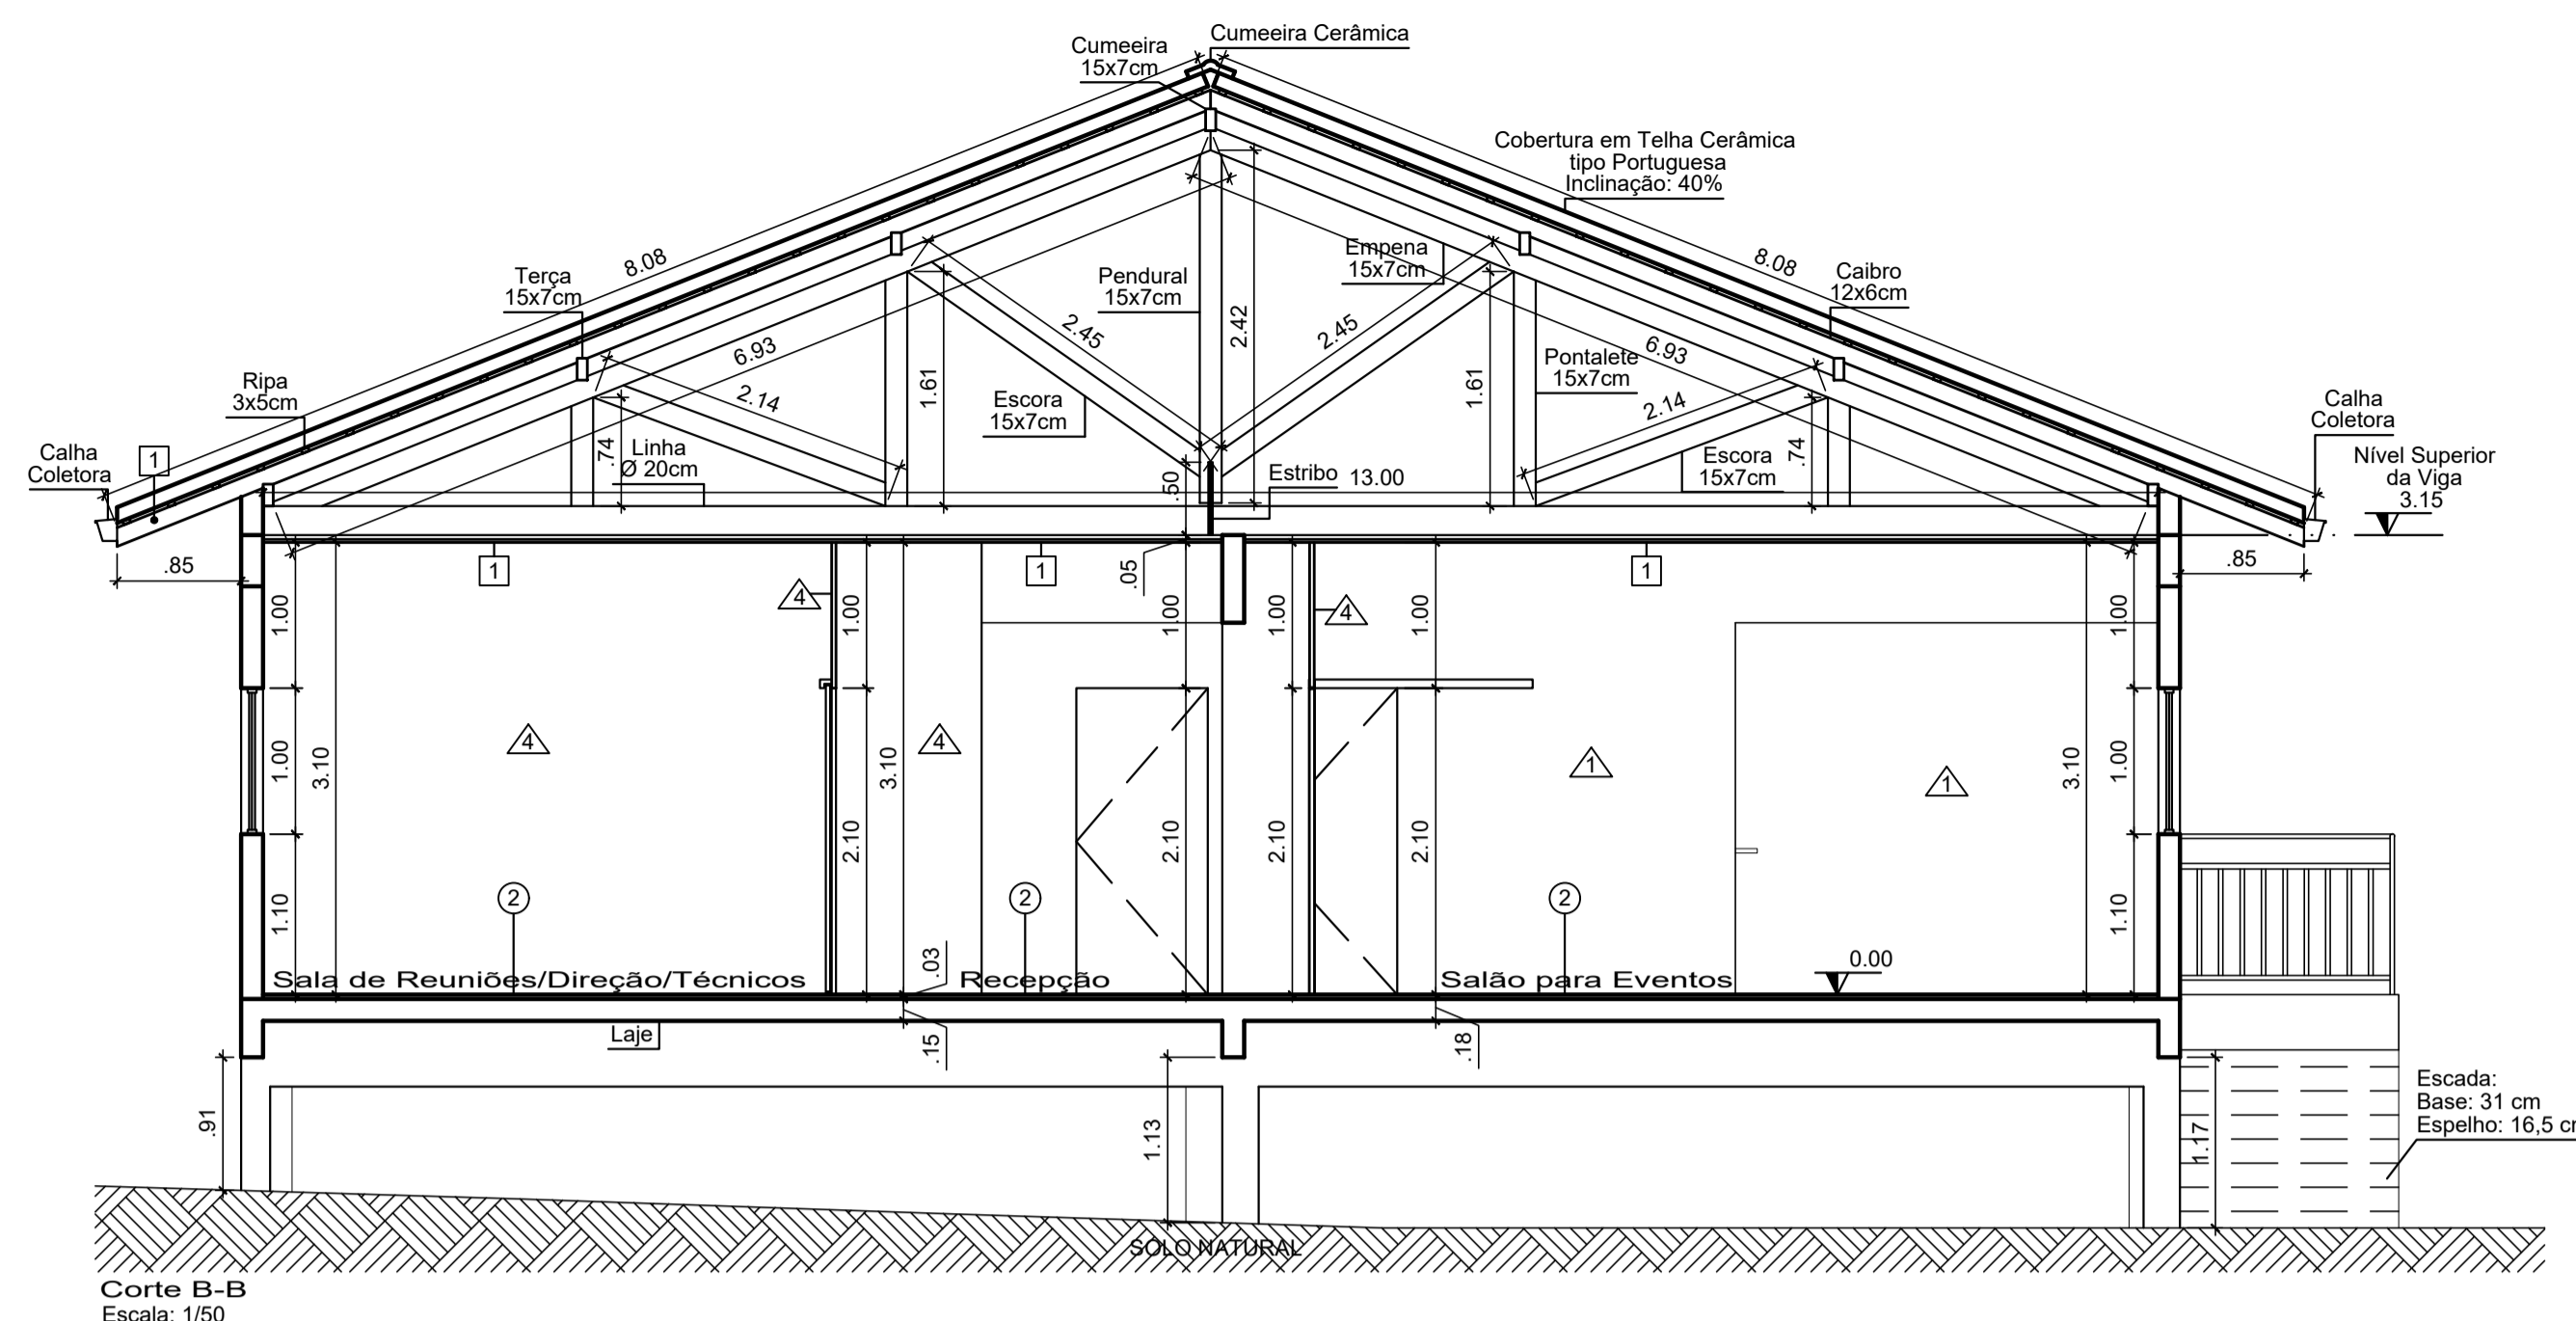 Cumeeira Cerâmica
Cumeeira
15x7cm
Cobertura em Telha Cerâmica
tipo Portuguesa
Inclinação: 40%
8.08
8.08
Terça
15x7cm
Pendural
15x7cm
Empena
15x7cm
Caibro
12x6cm
2.45
2.42
2.45
6.93
6.93
Ripa
3x5cm
2.14
1.61
Escora
15x7cm
1.61
Pontalete
15x7cm
2.14
Calha
Coletora
Calha
Coletora
1
.74
Linha
Ø 20cm
.50
Estribo
13.00
Escora
15x7cm
.74
Nível Superior
da Viga
3.15
.85
1
1
.05
1
.85
1.00
4
1.00
1.00
1.00
4
1.00
1.00
1.00
3.10
4
3.10
4
1
3.10
1.00
1
1.10
2
2.10
2
2.10
2.10
2.10
2
1.10
.03
0.00
Sala de Reuniões/Direção/Técnicos
Recepção
Salão para Eventos
Laje
.15
.18
.91
1.13
1.17
Escada:
Base: 31 cm
Espelho: 16,5 c
SOLO NATURAL
Corte B-B
Escala: 1/50